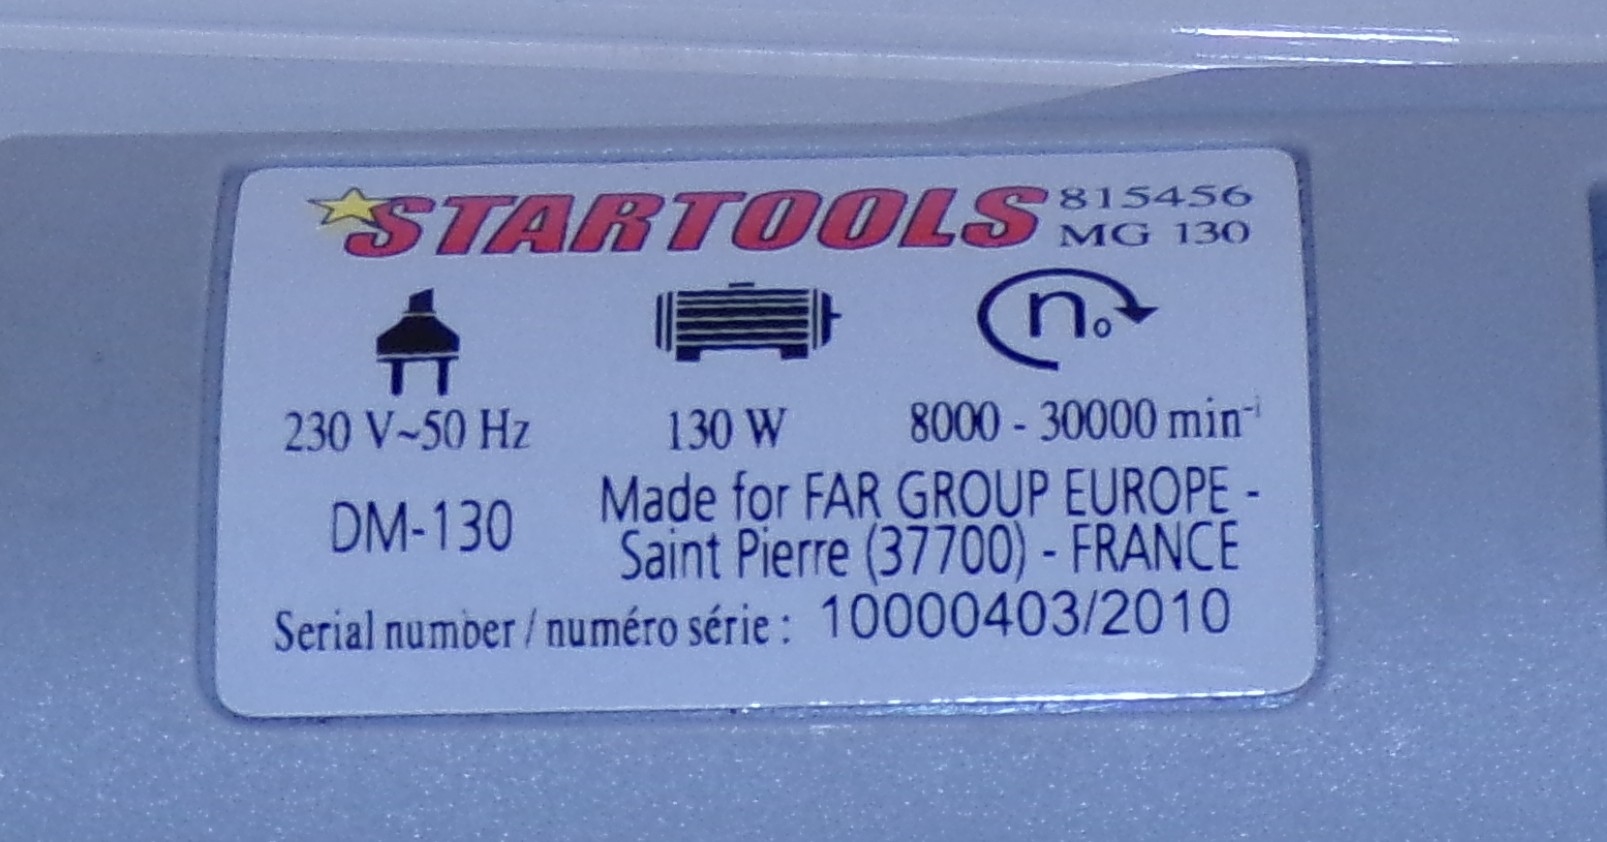 STARTOOLS 815456
MG 130
n₀
230 V~50 Hz 130 W 8000 - 30000 min⁻¹
DM-130
Made for FAR GROUP EUROPE -
Saint Pierre (37700) - FRANCE
Serial number / numéro série : 10000403/2010